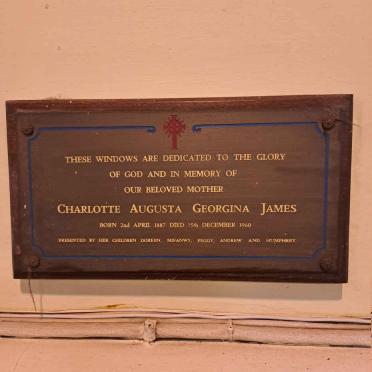 THESE WINDOWS ARE DEDICATED TO THE GLORY
OF GOD AND IN MEMORY OF
OUR BELOVED MOTHER
CHARLOTTE AUGUSTA GEORGINA JAMES
BORN 2nd APRIL 1887 DIED 15th DECEMBER 1960
PRESENTED BY HER CHILDREN DOREEN, MIFANWY, PEGGY, ANDREW AND HUMPHREY